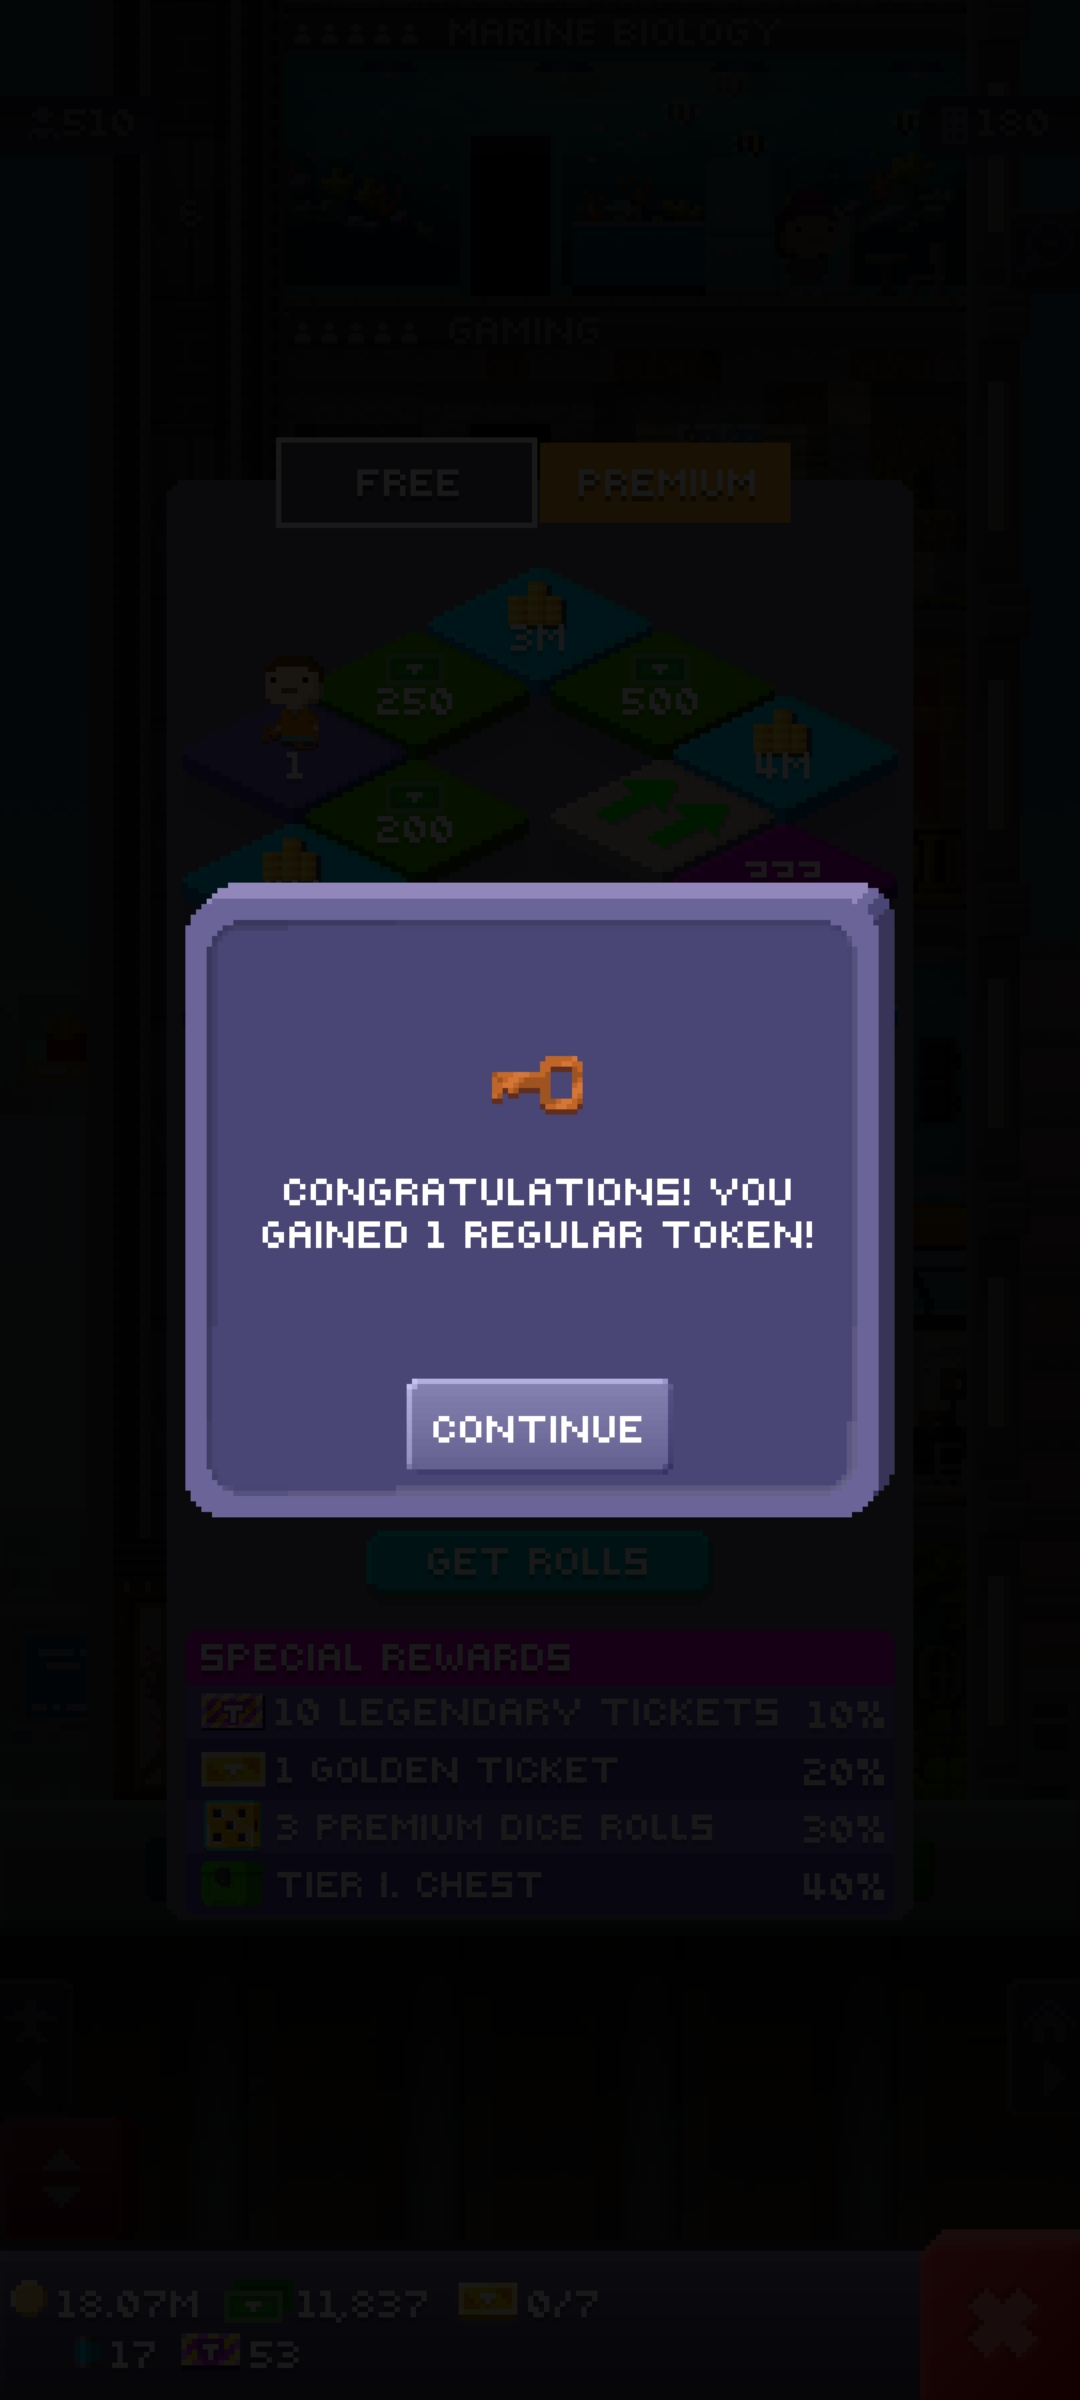 MARINE BIOLOGY
510
180
6
GAMING
FREE
PREMIUM
3M
250
500
1
4M
200
???
CONGRATULATIONS! YOU
GAINED 1 REGULAR TOKEN!
CONTINUE
GET ROLLS
SPECIAL REWARDS
10 LEGENDARY TICKETS 10%
1 GOLDEN TICKET 20%
3 PREMIUM DICE ROLLS 30%
TIER 1. CHEST 40%
18.07M 11,837 0/7
17 53